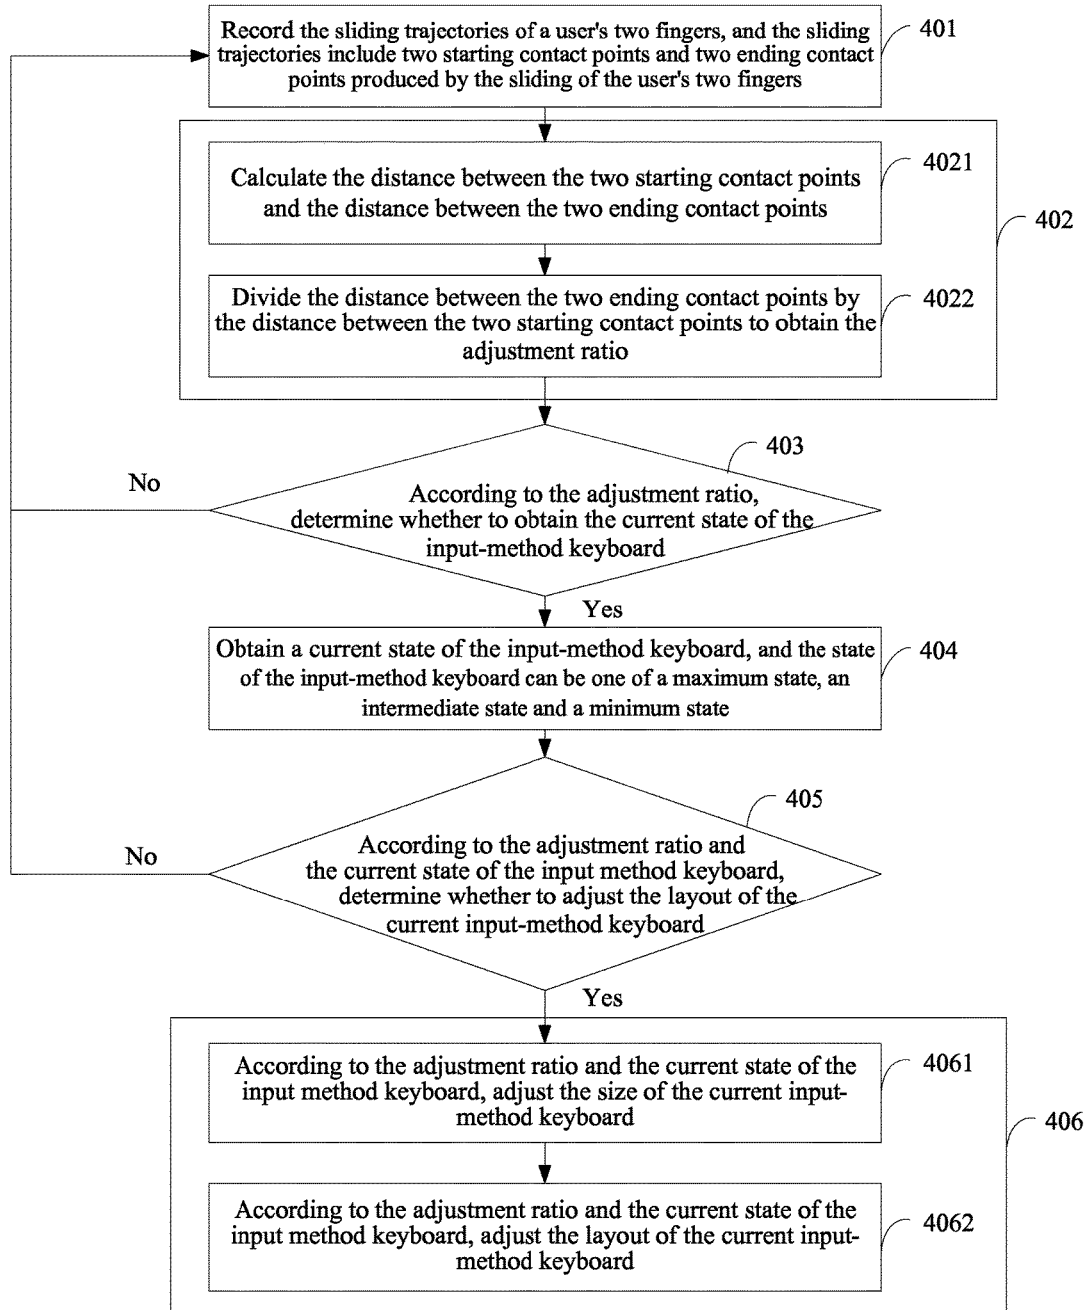 Record the sliding trajectories of a user's two fingers, and the sliding
trajectories include two starting contact points and two ending contact
points produced by the sliding of the user's two fingers
401
Calculate the distance between the two starting contact points
and the distance between the two ending contact points
4021
402
Divide the distance between the two ending contact points by
the distance between the two starting contact points to obtain the
adjustment ratio
4022
403
No
According to the adjustment ratio,
determine whether to obtain the current state of the
input-method keyboard
Yes
Obtain a current state of the input-method keyboard, and the state
of the input-method keyboard can be one of a maximum state, an
intermediate state and a minimum state
404
405
No
According to the adjustment ratio and
the current state of the input method keyboard,
determine whether to adjust the layout of the
current input-method keyboard
Yes
According to the adjustment ratio and the current state of the
input method keyboard, adjust the size of the current input-
method keyboard
4061
406
According to the adjustment ratio and the current state of the
input method keyboard, adjust the layout of the current input-
method keyboard
4062